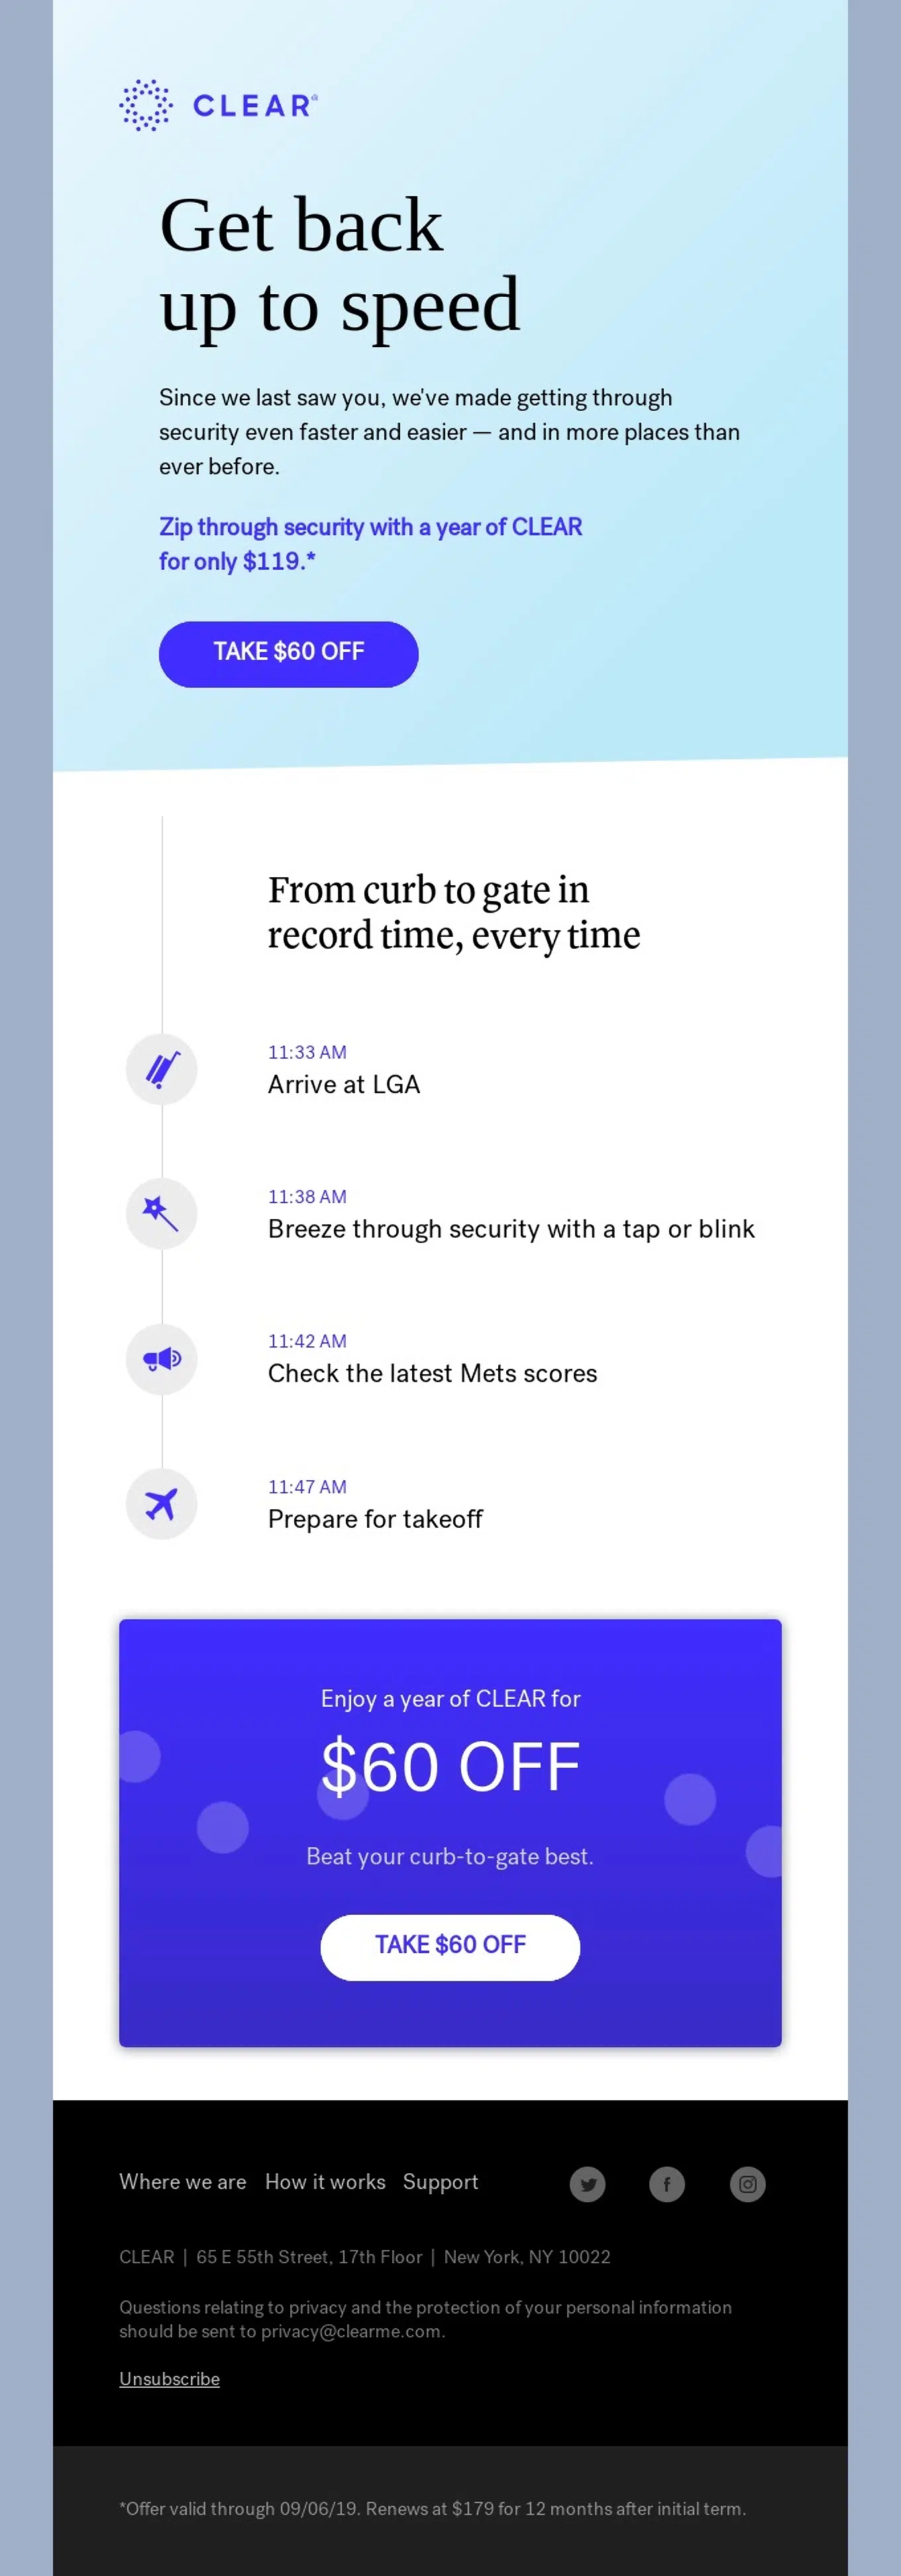 CLEAR
Get back
up to speed
Since we last saw you, we've made getting through
security even faster and easier — and in more places than
ever before.
Zip through security with a year of CLEAR
for only $119.*
TAKE $60 OFF
From curb to gate in
record time, every time
11:33 AM
Arrive at LGA
11:38 AM
Breeze through security with a tap or blink
11:42 AM
Check the latest Mets scores
11:47 AM
Prepare for takeoff
Enjoy a year of CLEAR for
$60 OFF
Beat your curb-to-gate best.
TAKE $60 OFF
Where we are How it works Support
CLEAR | 65 E 55th Street, 17th Floor | New York, NY 10022
Questions relating to privacy and the protection of your personal information
should be sent to privacy@clearme.com.
Unsubscribe
*Offer valid through 09/06/19. Renews at $179 for 12 months after initial term.